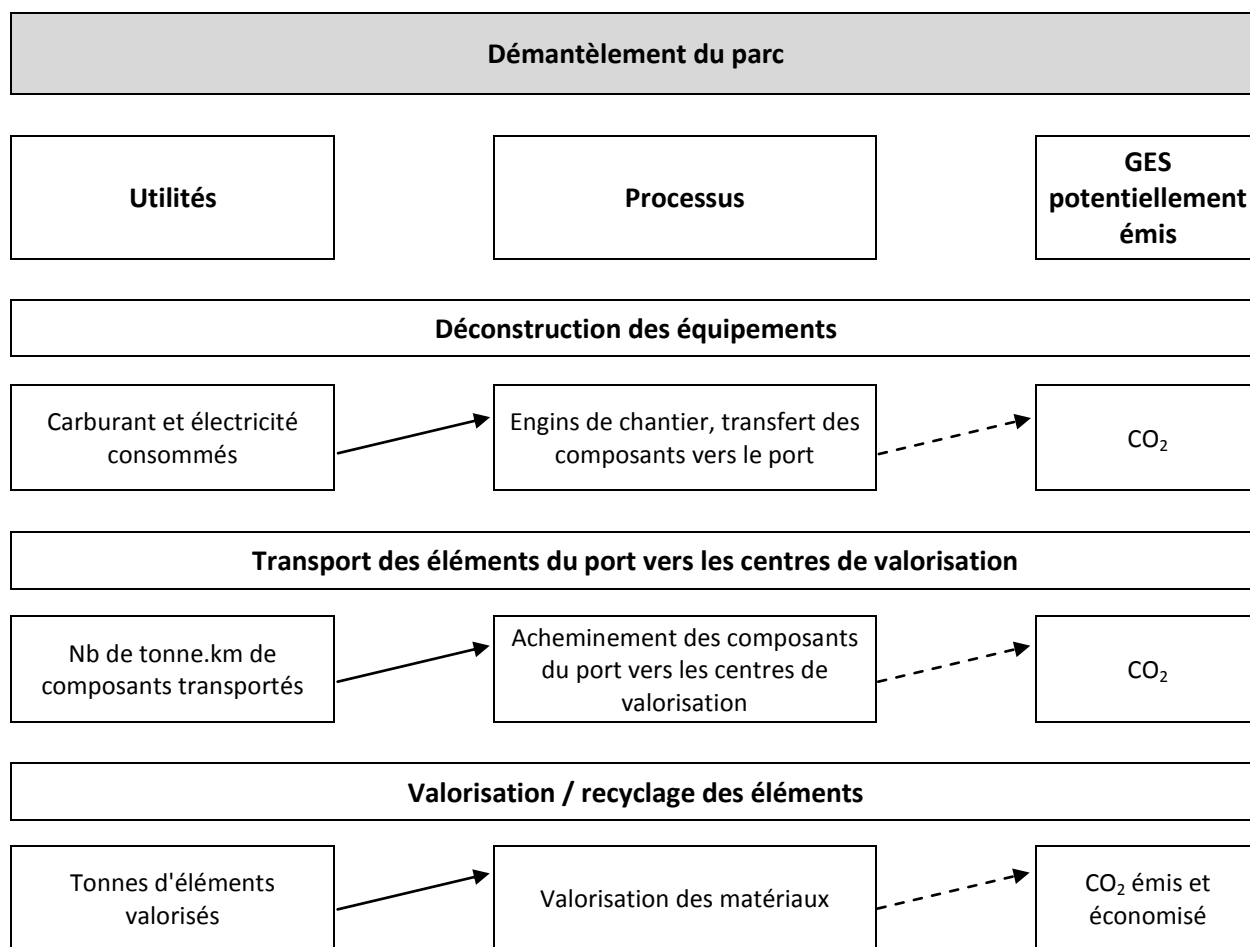 Démantèlement du parc
Utilités
Processus
GES
potentiellement
émis
Déconstruction des équipements
Carburant et électricité
consommés
Engins de chantier, transfert des
composants vers le port
CO₂
Transport des éléments du port vers les centres de valorisation
Nb de tonne.km de
composants transportés
Acheminement des composants
du port vers les centres de
valorisation
CO₂
Valorisation / recyclage des éléments
Tonnes d'éléments
valorisés
Valorisation des matériaux
CO₂ émis et
économisé